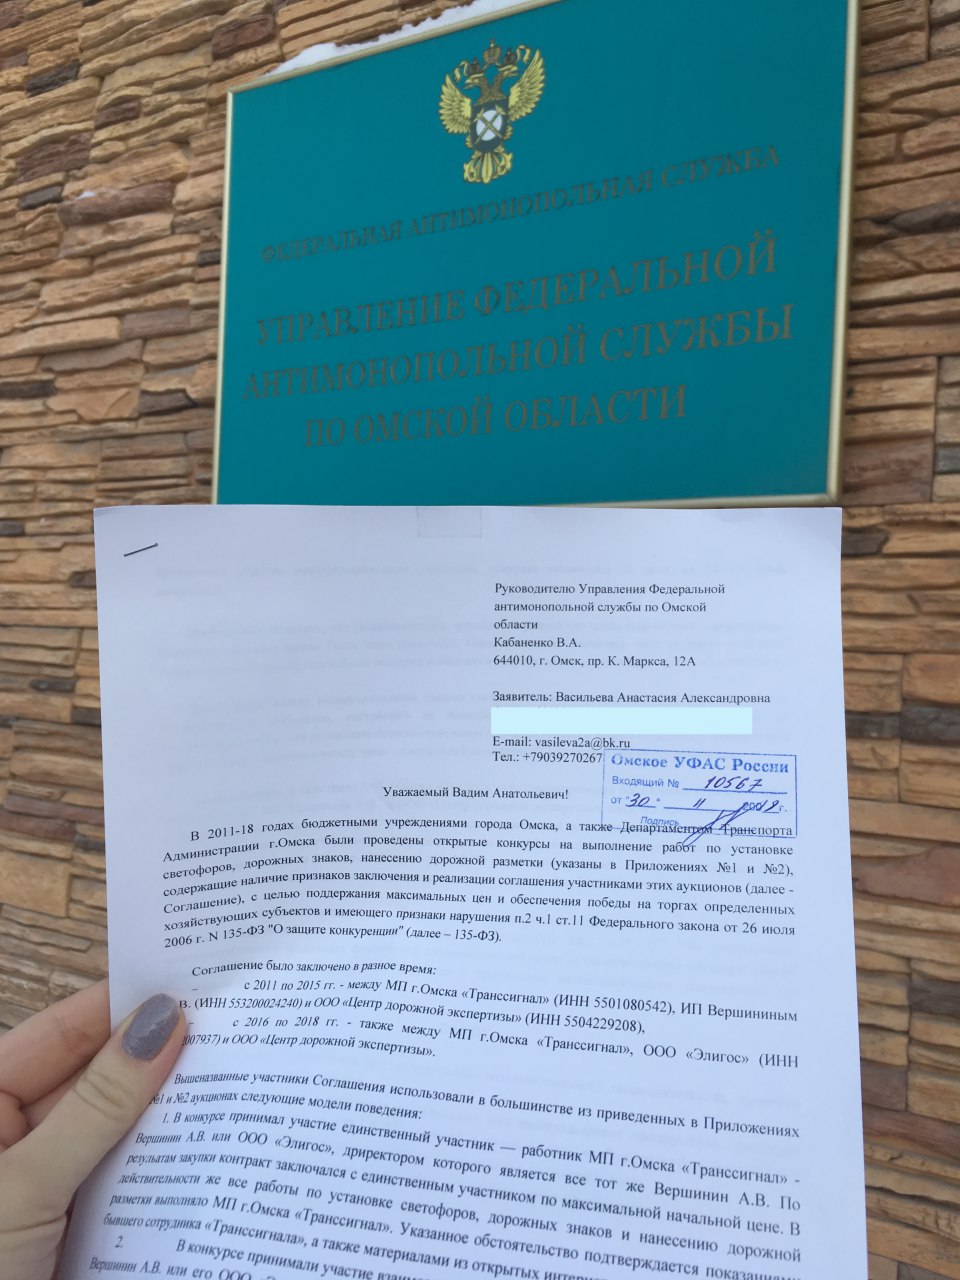 ФЕДЕРАЛЬНАЯ АНТИМОНОПОЛЬНАЯ СЛУЖБА
УПРАВЛЕНИЕ ФЕДЕРАЛЬНОЙ
АНТИМОНОПОЛЬНОЙ СЛУЖБЫ
ПО ОМСКОЙ ОБЛАСТИ
Руководителю Управления Федеральной
антимонопольной службы по Омской
области
Кабаненко В.А.
644010, г. Омск, пр. К. Маркса, 12А
Заявитель: Васильева Анастасия Александровна
E-mail: vasileva2a@bk.ru
Тел.: +79039270267
Омское УФАС России
Входящий № 10567
от "30" 11 2018 г.
Подпись
Уважаемый Вадим Анатольевич!
В 2011-18 годах бюджетными учреждениями города Омска, а также Департаментом Транспорта
Администрации г.Омска были проведены открытые конкурсы на выполнение работ по установке
светофоров, дорожных знаков, нанесению дорожной разметки (указаны в Приложениях №1 и №2),
содержащие наличие признаков заключения и реализации соглашения участниками этих аукционов (далее -
Соглашение), с целью поддержания максимальных цен и обеспечения победы на торгах определенных
хозяйствующих субъектов и имеющего признаки нарушения п.2 ч.1 ст.11 Федерального закона от 26 июля
2006 г. N 135-ФЗ "О защите конкуренции" (далее – 135-ФЗ).
Соглашение было заключено в разное время:
- с 2011 по 2015 гг. - между МП г.Омска «Транссигнал» (ИНН 5501080542), ИП Вершининым
В. (ИНН 553200024240) и ООО «Центр дорожной экспертизы» (ИНН 5504229208),
- с 2016 по 2018 гг. - также между МП г.Омска «Транссигнал», ООО «Элигос» (ИНН
007937) и ООО «Центр дорожной экспертизы».
Вышеназванные участники Соглашения использовали в большинстве из приведенных в Приложениях
№1 и №2 аукционах следующие модели поведения:
1. В конкурсе принимал участие единственный участник — работник МП г.Омска «Транссигнал» -
Вершинин А.В. или ООО «Элигос», дриректором которого является все тот же Вершинин А.В. По
результатам закупки контракт заключался с единственным участником по максимальной начальной цене. В
действительности же все работы по установке светофоров, дорожных знаков и нанесению дорожной
разметки выполняло МП г.Омска «Транссигнал». Указанное обстоятельство подтверждается показаниями
бывшего сотрудника «Транссигнала», а также материалами из открытых
2. В конкурсе принимали участие
Вершинин А.В. или его ООО